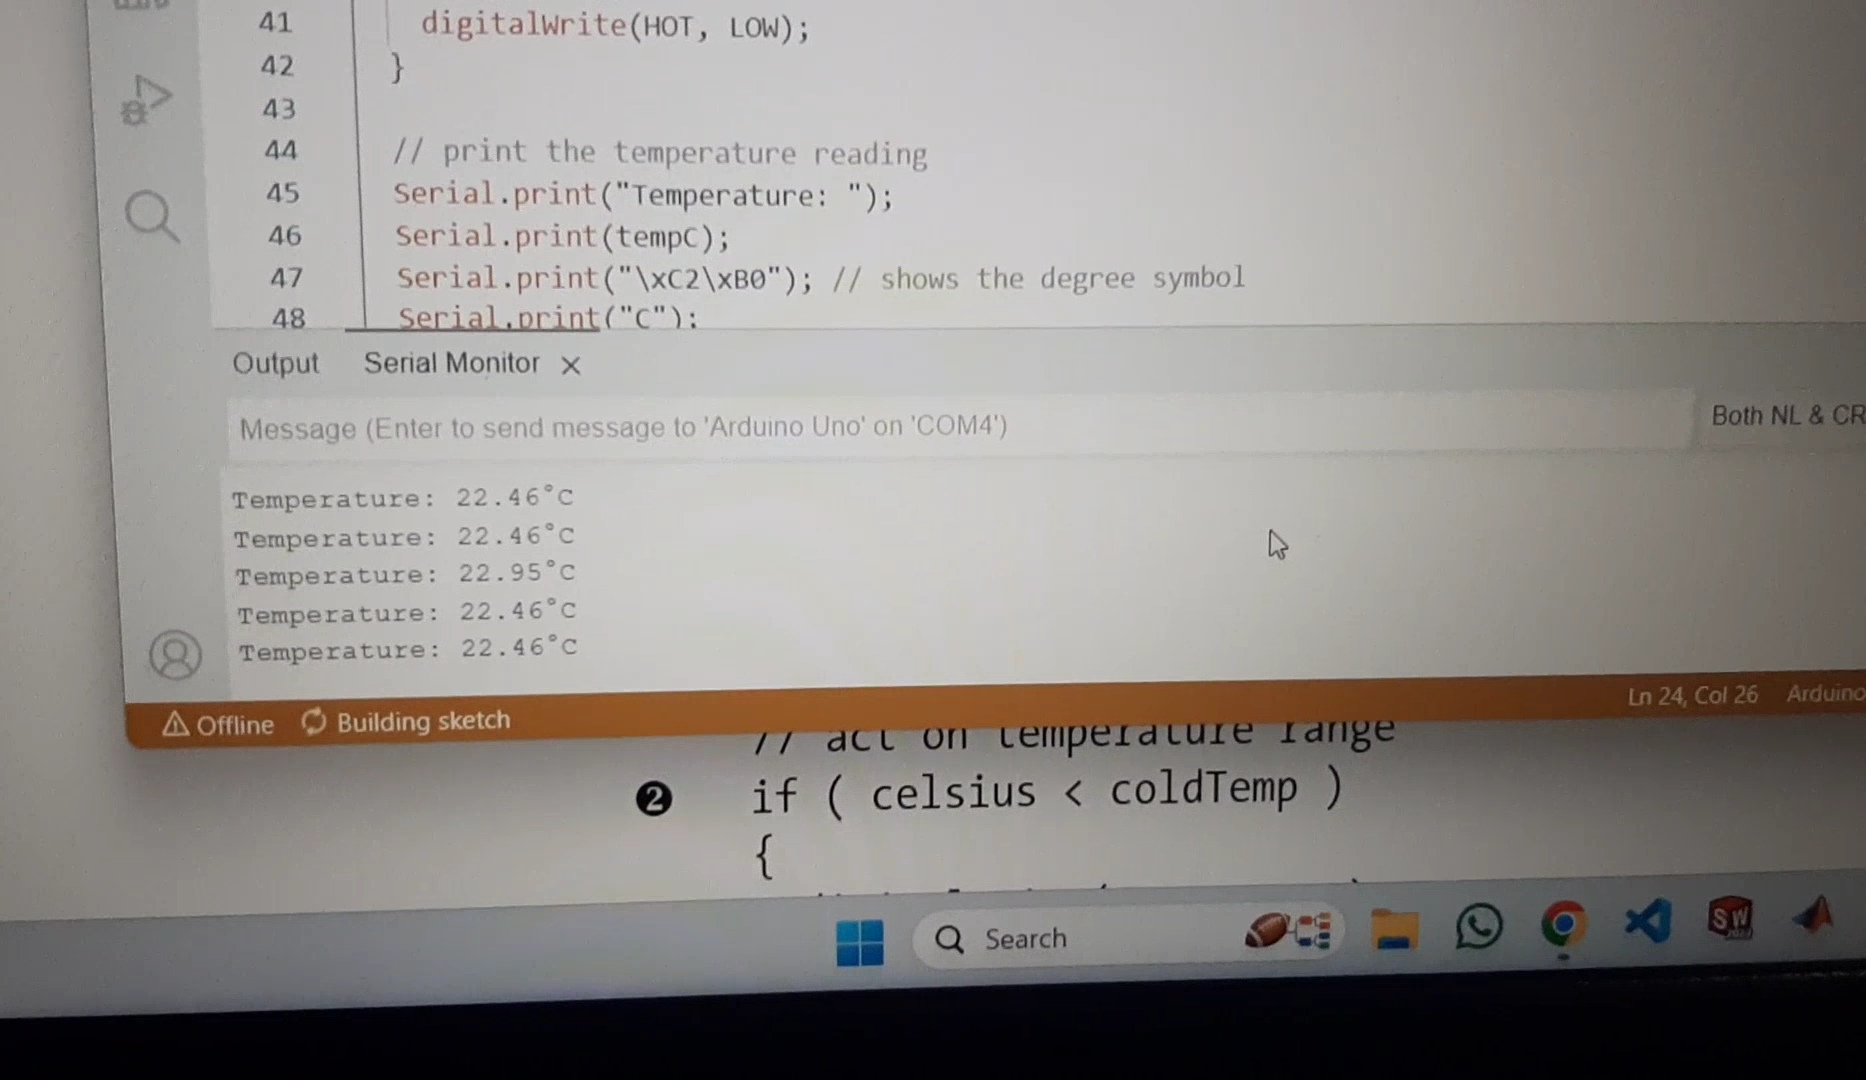 41 digitalWrite(HOT, LOW);
42 }
43
44 // print the temperature reading
45 Serial.print("Temperature: ");
46 Serial.print(tempC);
47 Serial.print("\xC2\xB0"); // shows the degree symbol
48 Serial.print("C");
Output Serial Monitor
Message (Enter to send message to 'Arduino Uno' on 'COM4')
Both NL & CR
Temperature: 22.46°C
Temperature: 22.46°C
Temperature: 22.95°C
Temperature: 22.46°C
Temperature: 22.46°C
Offline Building sketch
Ln 24, Col 26 Arduino
// act on temperature range
2 if ( celsius < coldTemp )
{
Search
SW